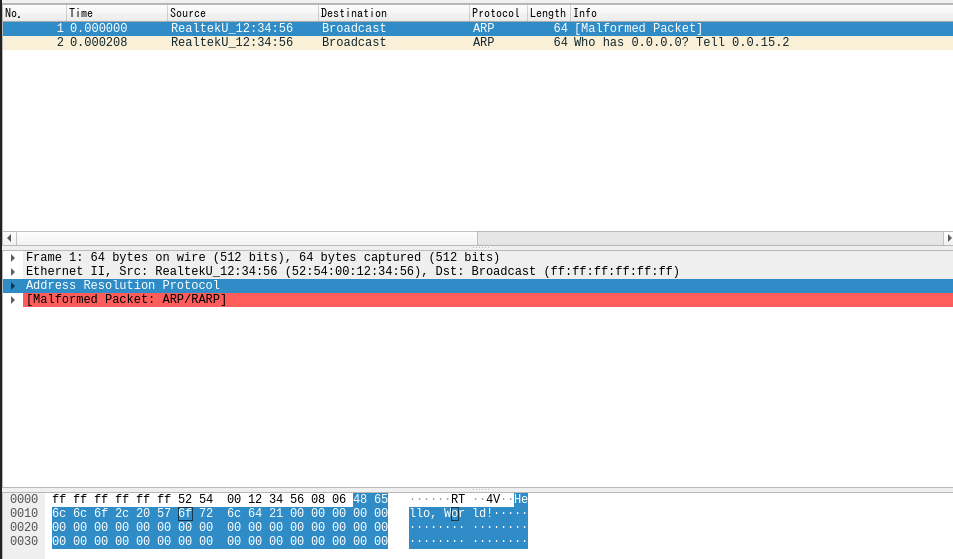 No. Time Source Destination Protocol Length Info
1 0.000000 RealtekU_12:34:56 Broadcast ARP 64 [Malformed Packet]
2 0.000208 RealtekU_12:34:56 Broadcast ARP 64 Who has 0.0.0.0? Tell 0.0.15.2
Frame 1: 64 bytes on wire (512 bits), 64 bytes captured (512 bits)
Ethernet II, Src: RealtekU_12:34:56 (52:54:00:12:34:56), Dst: Broadcast (ff:ff:ff:ff:ff:ff)
Address Resolution Protocol
[Malformed Packet: ARP/RARP]
0000 ff ff ff ff ff ff 52 54 00 12 34 56 08 06 48 65 ······RT ··4V··He
0010 6c 6c 6f 2c 20 57 6f 72 6c 64 21 00 00 00 00 00 llo, Wor ld!·····
0020 00 00 00 00 00 00 00 00 00 00 00 00 00 00 00 00 ········ ········
0030 00 00 00 00 00 00 00 00 00 00 00 00 00 00 00 00 ········ ········